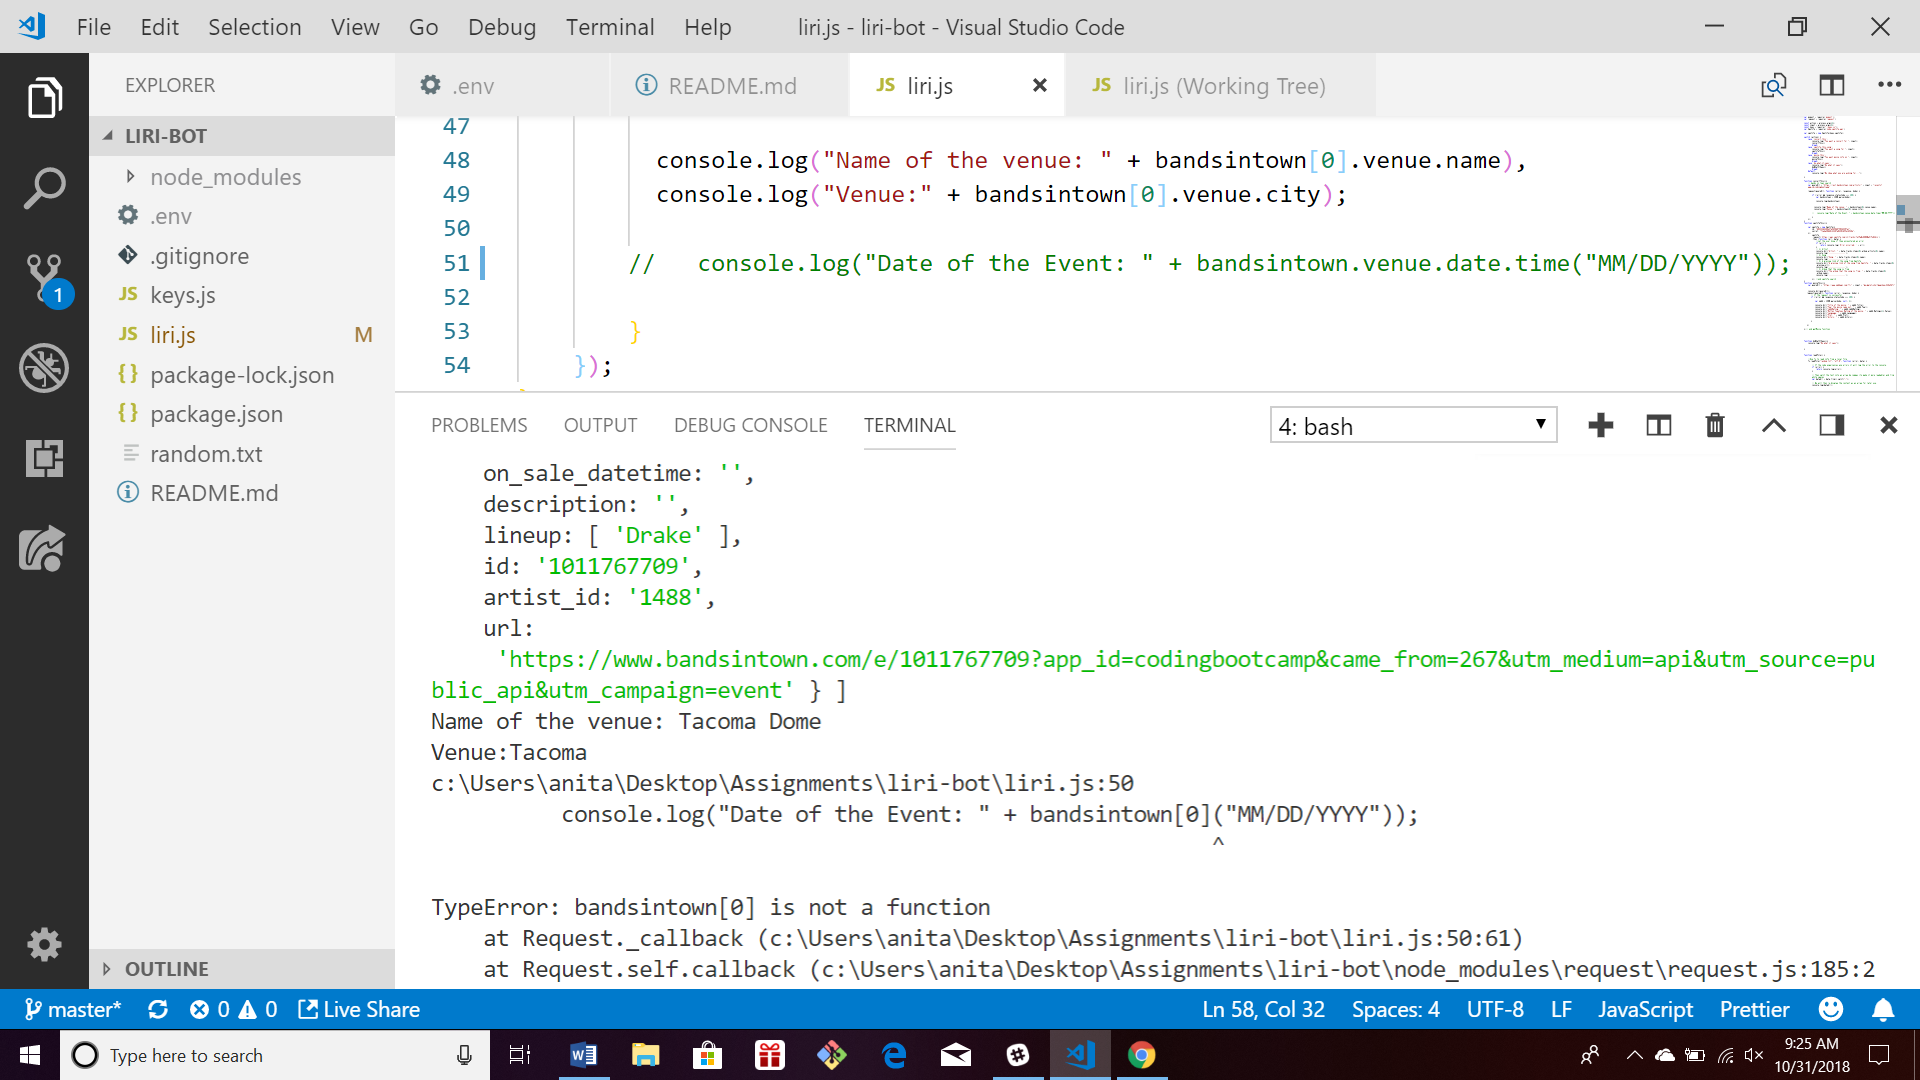 File Edit Selection View Go Debug Terminal Help liri.js - liri-bot - Visual Studio Code
EXPLORER
.env README.md JS liri.js JS liri.js (Working Tree)
LIRI-BOT
node_modules
.env
.gitignore
JS keys.js
JS liri.js M
{} package-lock.json
{} package.json
random.txt
README.md
1
OUTLINE
47
48 console.log("Name of the venue: " + bandsintown[0].venue.name),
49 console.log("Venue:" + bandsintown[0].venue.city);
50
51 //   console.log("Date of the Event: " + bandsintown.venue.date.time("MM/DD/YYYY"));
52
53 }
54 });
PROBLEMS OUTPUT DEBUG CONSOLE TERMINAL 4: bash
on_sale_datetime: '',
description: '',
lineup: [ 'Drake' ],
id: '1011767709',
artist_id: '1488',
url:
'https://www.bandsintown.com/e/1011767709?app_id=codingbootcamp&came_from=267&utm_medium=api&utm_source=pu
blic_api&utm_campaign=event' } ]
Name of the venue: Tacoma Dome
Venue:Tacoma
c:\Users\anita\Desktop\Assignments\liri-bot\liri.js:50
console.log("Date of the Event: " + bandsintown[0]("MM/DD/YYYY"));
^
TypeError: bandsintown[0] is not a function
at Request._callback (c:\Users\anita\Desktop\Assignments\liri-bot\liri.js:50:61)
at Request.self.callback (c:\Users\anita\Desktop\Assignments\liri-bot\node_modules\request\request.js:185:2
master* 0 0 Live Share Ln 58, Col 32 Spaces: 4 UTF-8 LF JavaScript Prettier
Type here to search
9:25 AM
10/31/2018